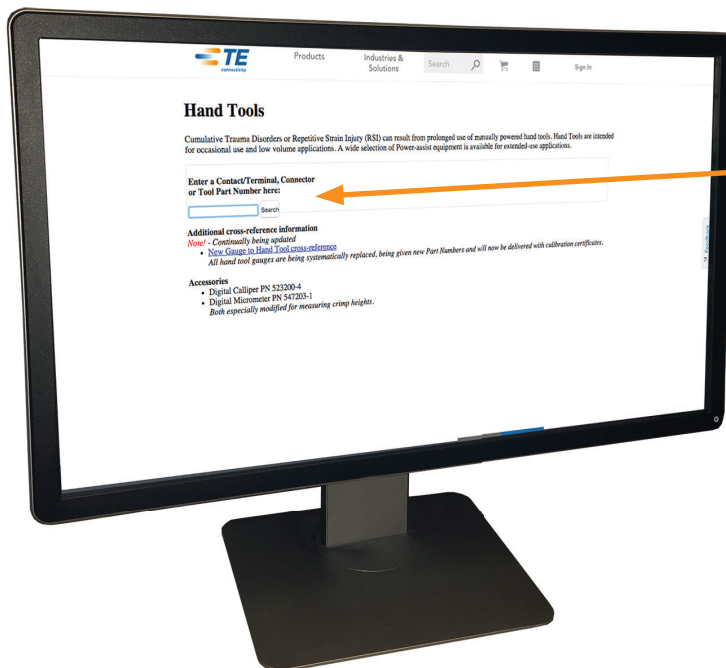 TE
connectivity
Products
Industries &
Solutions
Search
Sign In
Hand Tools
Cumulative Trauma Disorders or Repetitive Strain Injury (RSI) can result from prolonged use of manually powered hand tools. Hand Tools are intended
for occasional use and low volume applications. A wide selection of Power-assist equipment is available for extended-use applications.
Enter a Contact/Terminal, Connector
or Tool Part Number here:
Search
Additional cross-reference information
Note! - Continually being updated
• New Gauge to Hand Tool cross-reference
All hand tool gauges are being systematically replaced, being given new Part Numbers and will now be delivered with calibration certificates.
Accessories
• Digital Calliper PN 523200-4
• Digital Micrometer PN 547203-1
Both especially modified for measuring crimp heights.
Feedback